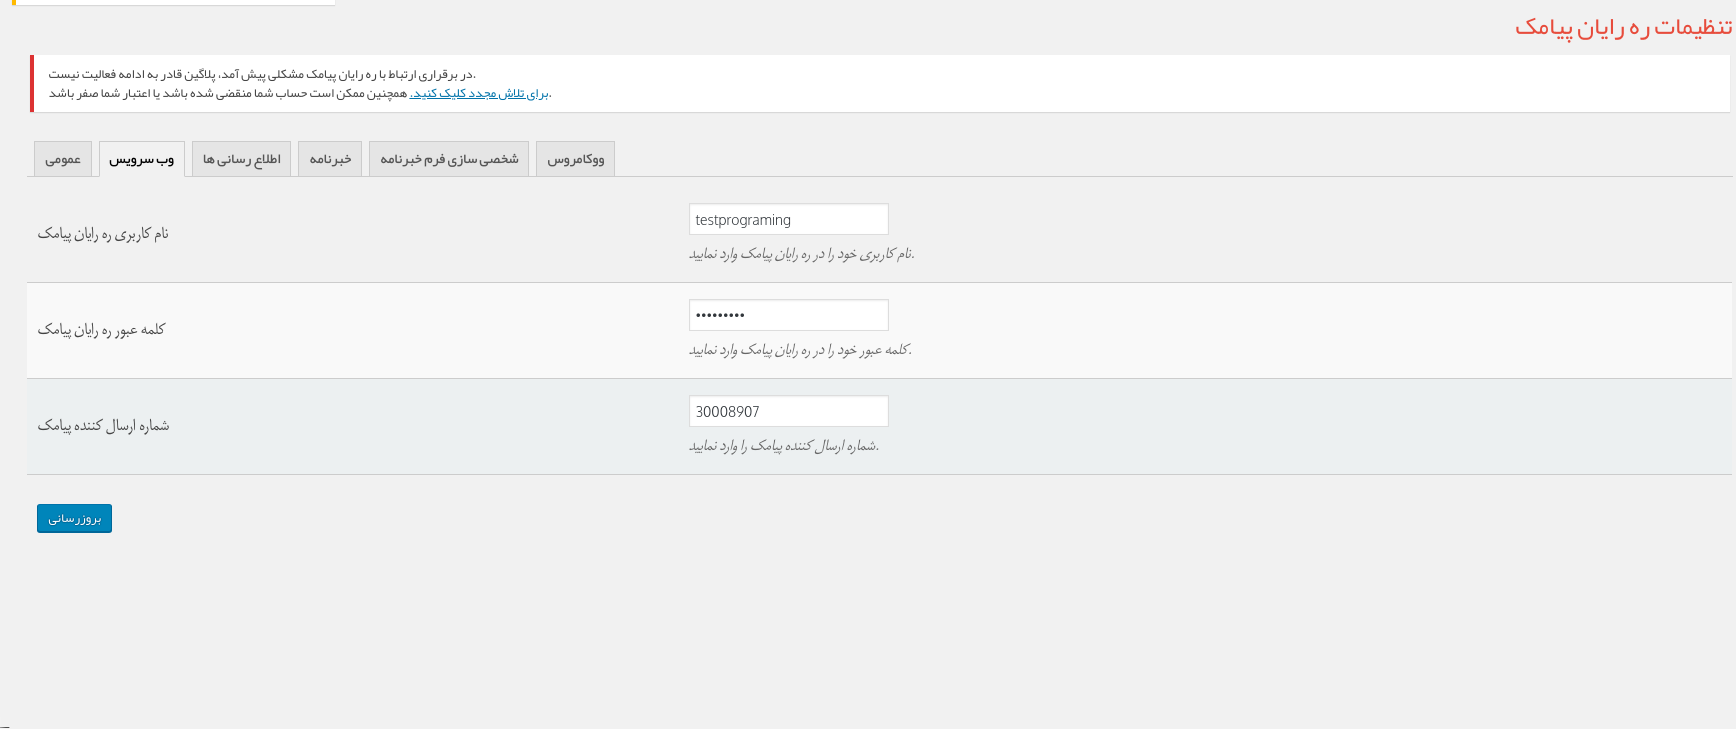 تنظیمات ره رایان پیامک
در برقراری ارتباط با ره رایان پیامک مشکلی پیش آمد، پلاگین قادر به ادامه فعالیت نیست.
برای تلاش مجدد کلیک کنید. همچنین ممکن است حساب شما منقضی شده باشد یا اعتبار شما صفر باشد.
عمومی
وب سرویس
اطلاع رسانی ها
خبرنامه
شخصی سازی فرم خبرنامه
ووکامروس
نام کاربری ره رایان پیامک
testprograming
نام کاربری خود را در ره رایان پیامک وارد نمایید.
کلمه عبور ره رایان پیامک
•••••••••
کلمه عبور خود را در ره رایان پیامک وارد نمایید.
شماره ارسال کننده پیامک
30008907
شماره ارسال کننده پیامک را وارد نمایید.
بروزرسانی